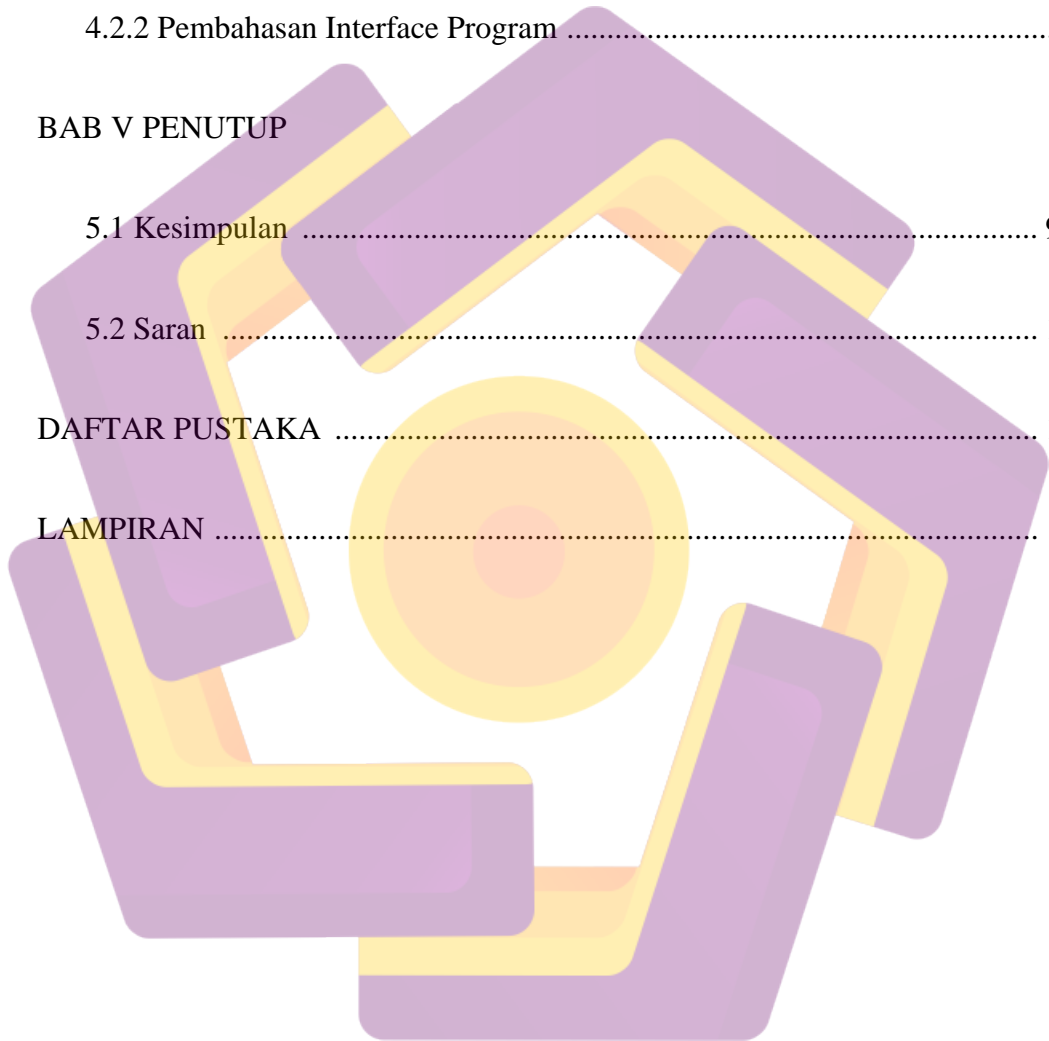 4.2.2 Pembahasan Interface Program ........................................................
BAB V PENUTUP
5.1 Kesimpulan ................................................................................
5.2 Saran .........................................................................................
DAFTAR PUSTAKA .............................................................................
LAMPIRAN ..........................................................................................